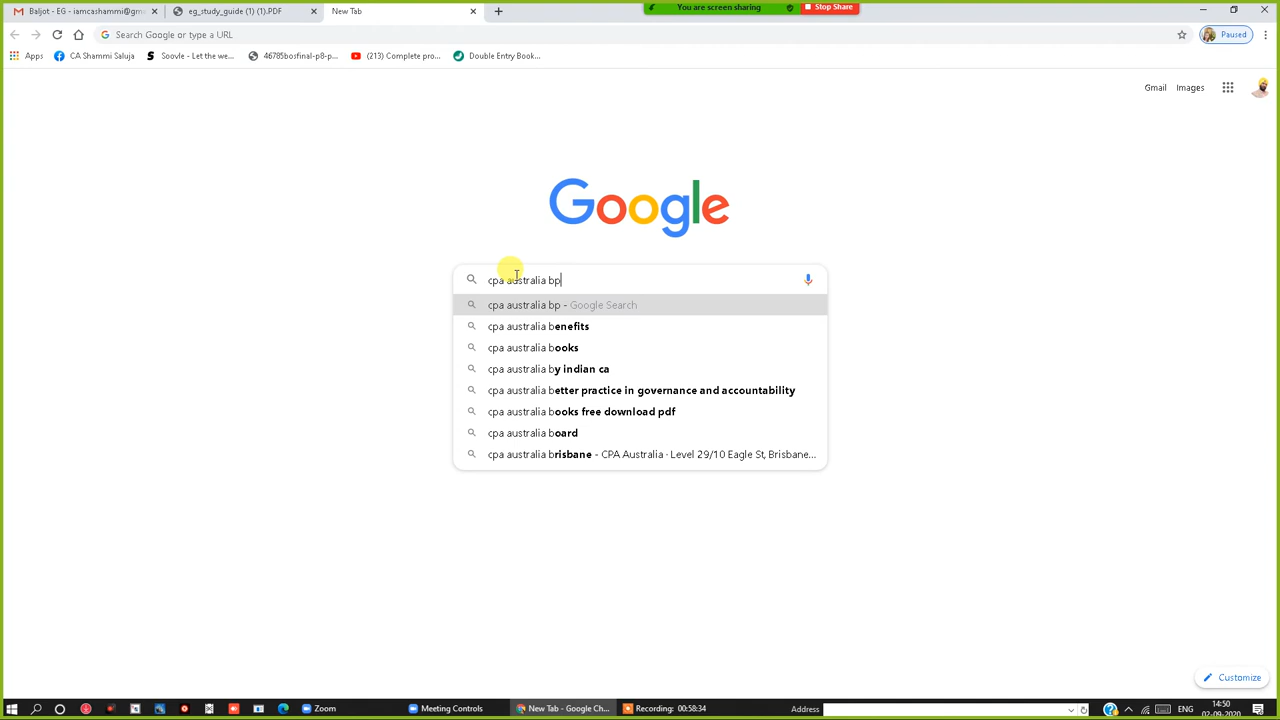 Baljot - EG - iamcashammi@gma
eg_study_guide (1) (1).PDF
New Tab
You are screen sharing
Stop Share
Search Google or type a URL
Paused
Apps
CA Shammi Saluja
Soovle - Let the we...
46785bosfinal-p8-p...
(213) Complete pro...
Double Entry Book...
Gmail
Images
Google
cpa australia bp
cpa australia bp - Google Search
cpa australia benefits
cpa australia books
cpa australia by indian ca
cpa australia better practice in governance and accountability
cpa australia books free download pdf
cpa australia board
cpa australia brisbane - CPA Australia · Level 29/10 Eagle St, Brisbane...
Customize
Zoom
Meeting Controls
New Tab - Google Ch...
Recording: 00:58:34
Address
ENG
14:50
02-09-2020